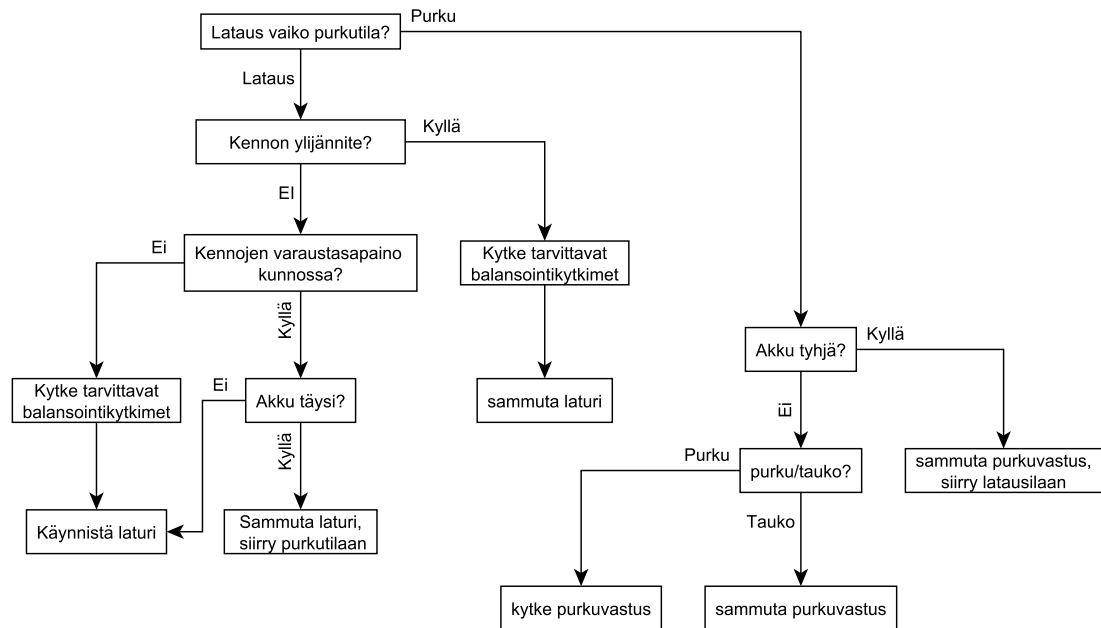 Purku
Lataus vaiko purkutila?
Lataus
Kyllä
Kennon ylijännite?
EI
Ei
Kennojen varaustasapaino
kunnossa?
Kytke tarvittavat
balansointikytkimet
Kyllä
Kyllä
Akku tyhjä?
Ei
Kytke tarvittavat
balansointikytkimet
Akku täysi?
sammuta laturi
Ei
Kyllä
Purku
purku/tauko?
sammuta purkuvastus,
siirry latausilaan
Käynnistä laturi
Sammuta laturi,
siirry purkutilaan
Tauko
kytke purkuvastus
sammuta purkuvastus